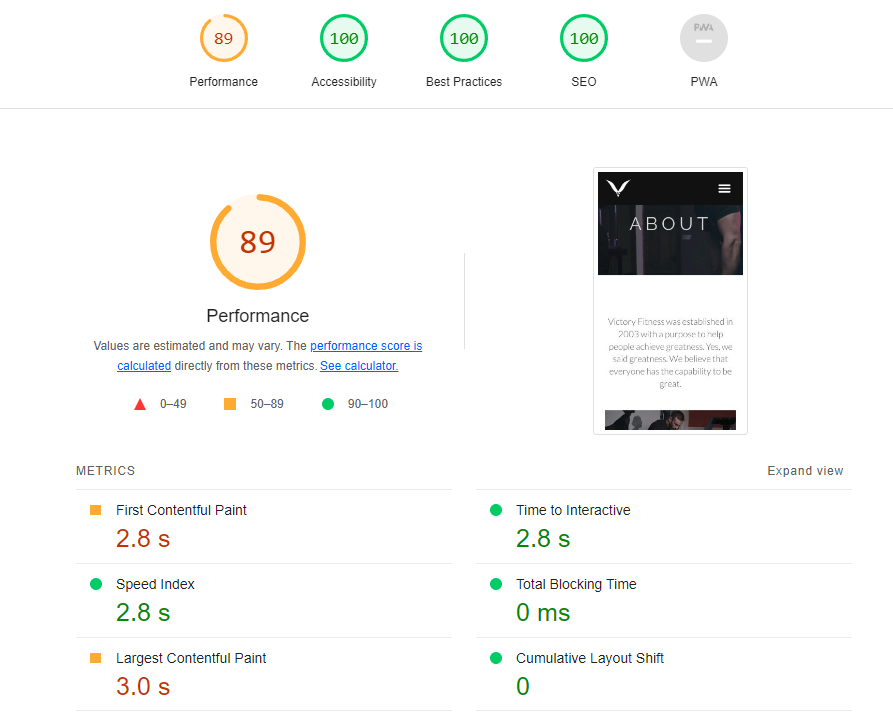 89
100
100
100
PWA
Performance
Accessibility
Best Practices
SEO
PWA
89
Performance
Values are estimated and may vary. The performance score is
calculated directly from these metrics. See calculator.
0–49
50–89
90–100
ABOUT
Victory Fitness was established in
2003 with a purpose to help
people achieve greatness. Yes, we
said greatness. We believe that
everyone has the capability to be
great.
METRICS
Expand view
First Contentful Paint
2.8 s
Time to Interactive
2.8 s
Speed Index
2.8 s
Total Blocking Time
0 ms
Largest Contentful Paint
3.0 s
Cumulative Layout Shift
0